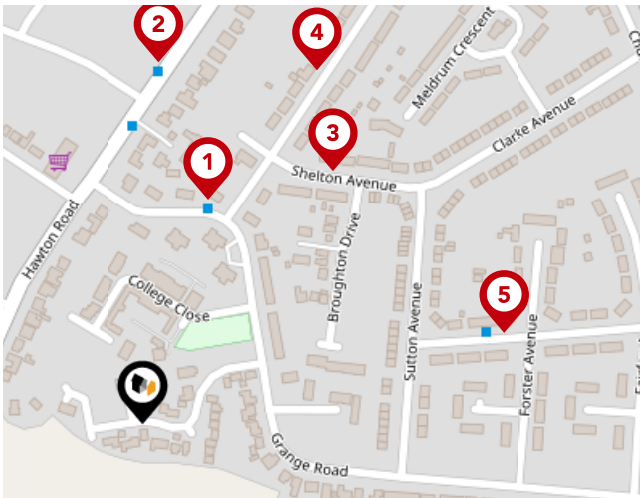 2
4
Meldrum Crescent
Clarke Avenue
3
1
Shelton Avenue
Hawton Road
Broughton Drive
College Close
5
Sutton Avenue
Forster Avenue
Grange Road